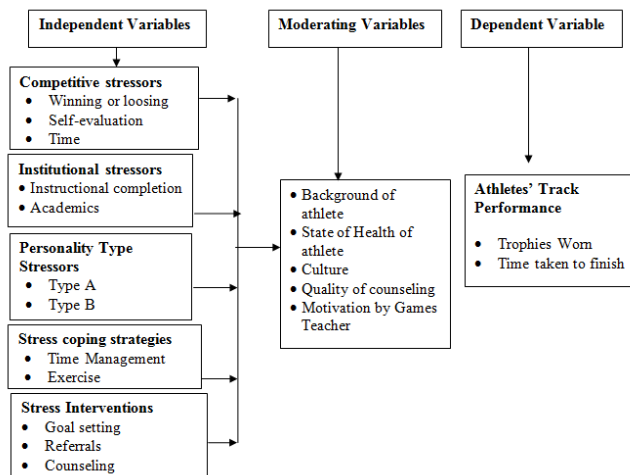 Independent Variables
Competitive stressors
• Winning or loosing
• Self-evaluation
• Time
Institutional stressors
• Instructional completion
• Academics
Personality Type
Stressors
• Type A
• Type B
Stress coping strategies
• Time Management
• Exercise
Stress Interventions
• Goal setting
• Referrals
• Counseling
Moderating Variables
• Background of
athlete
• State of Health of
athlete
• Culture
• Quality of counseling
• Motivation by Games
Teacher
Dependent Variable
Athletes' Track
Performance
• Trophies Worn
• Time taken to finish